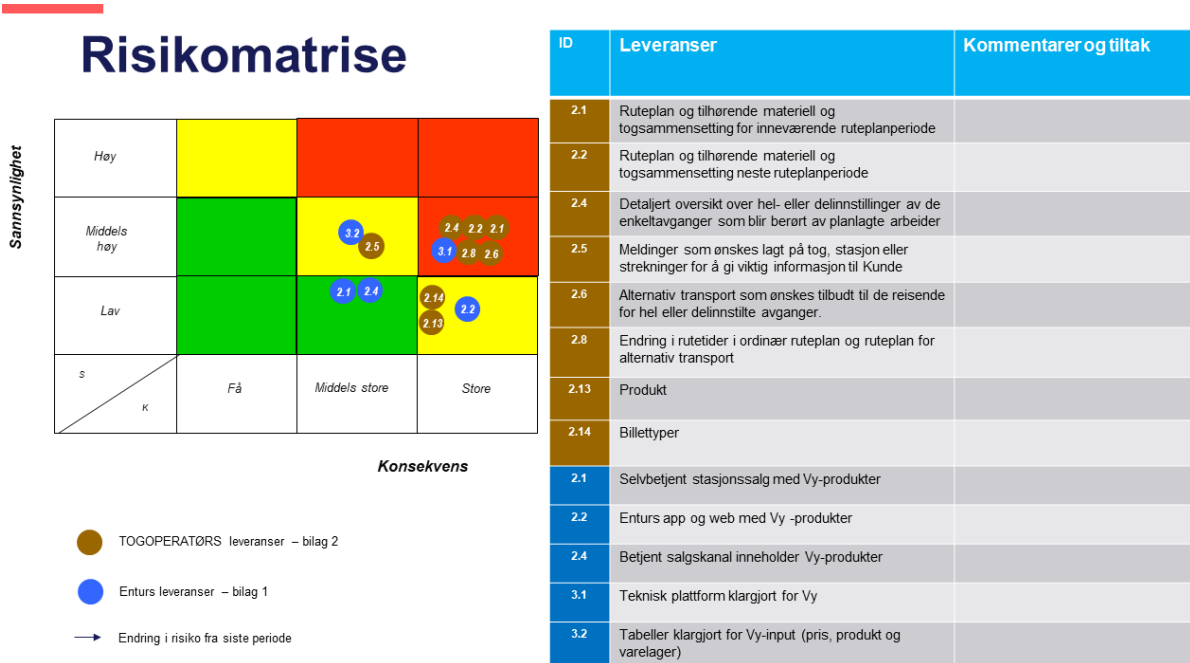 Risikomatrise
Sannsynlighet
Høy
Middels
høy
3.2
2.5
2.4 2.2 2.1
3.1 2.8 2.6
Lav
2.1 2.4
2.14
2.2
2.13
S
K
Få
Middels store
Store
Konsekvens
TOGOPERATØRS leveranser – bilag 2
Enturs leveranser – bilag 1
Endring i risiko fra siste periode
ID Leveranser Kommentarer og tiltak
2.1 Ruteplan og tilhørende materiell og
togsammensetting for inneværende ruteplanperiode
2.2 Ruteplan og tilhørende materiell og
togsammensetting neste ruteplanperiode
2.4 Detaljert oversikt over hel- eller delinnstillinger av de
enkeltavganger som blir berørt av planlagte arbeider
2.5 Meldinger som ønskes lagt på tog, stasjon eller
strekninger for å gi viktig informasjon til Kunde
2.6 Alternativ transport som ønskes tilbudt til de reisende
for hel eller delinnstilte avganger.
2.8 Endring i rutetider i ordinær ruteplan og ruteplan for
alternativ transport
2.13 Produkt
2.14 Billettyper
2.1 Selvbetjent stasjonssalg med Vy-produkter
2.2 Enturs app og web med Vy -produkter
2.4 Betjent salgskanal inneholder Vy-produkter
3.1 Teknisk plattform klargjort for Vy
3.2 Tabeller klargjort for Vy-input (pris, produkt og
varelager)